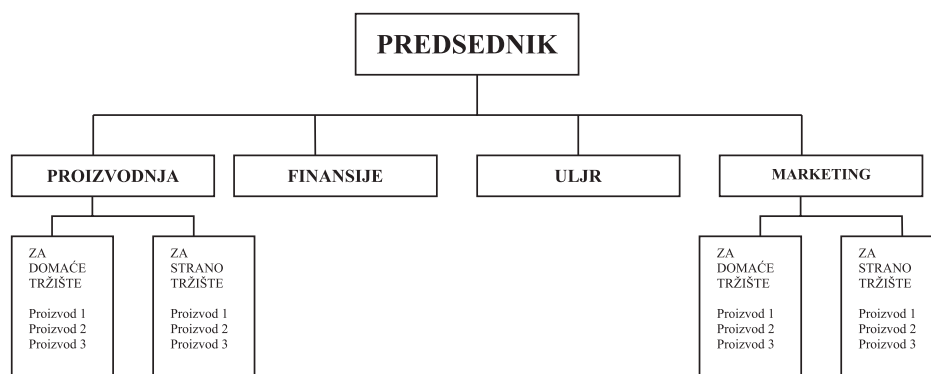 PREDSEDNIK
PROIZVODNJA
FINANSIJE
ULJR
MARKETING
ZA
DOMAĆE
TRŽIŠTE
Proizvod 1
Proizvod 2
Proizvod 3
ZA
STRANO
TRŽIŠTE
Proizvod 1
Proizvod 2
Proizvod 3
ZA
DOMAĆE
TRŽIŠTE
Proizvod 1
Proizvod 2
Proizvod 3
ZA
STRANO
TRŽIŠTE
Proizvod 1
Proizvod 2
Proizvod 3